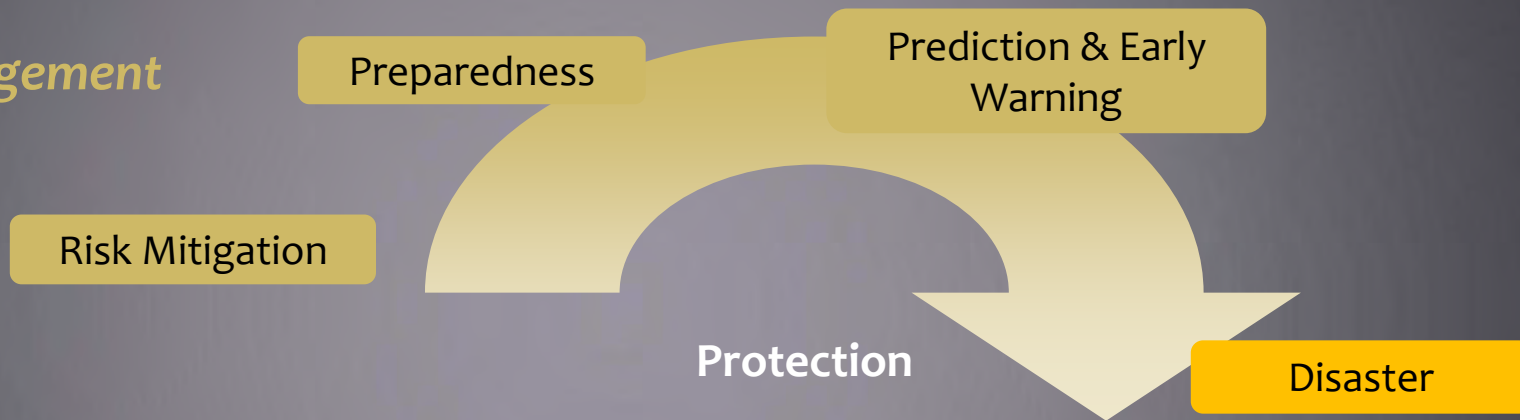 Preparedness
Prediction & Early
Warning
gement
Risk Mitigation
Protection
Disaster